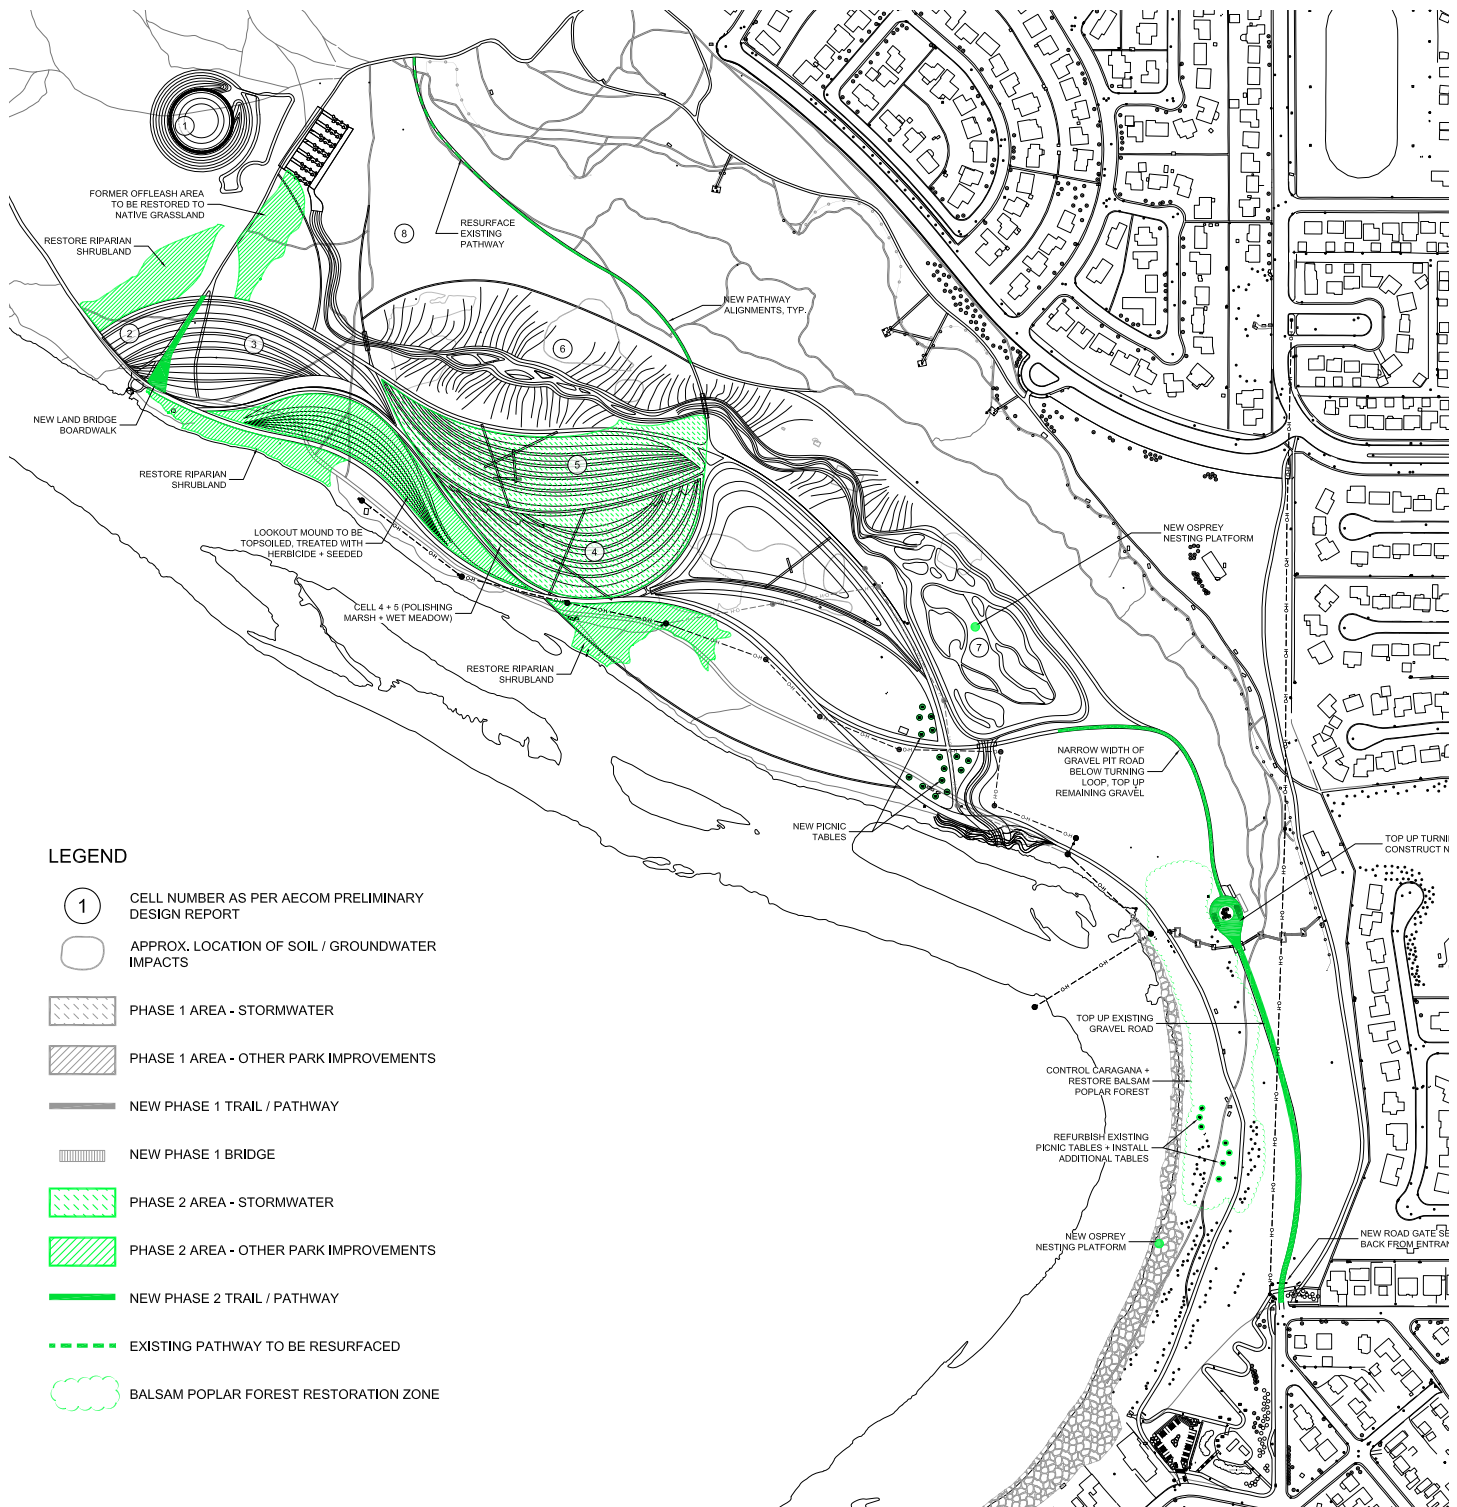 1
FORMER OFFLEASH AREA
TO BE RESTORED TO
NATIVE GRASSLAND
RESTORE RIPARIAN
SHRUBLAND
8
RESURFACE
EXISTING
PATHWAY
NEW PATHWAY
ALIGNMENTS, TYP.
2
3
6
NEW LAND BRIDGE
BOARDWALK
RESTORE RIPARIAN
SHRUBLAND
5
LOOKOUT MOUND TO BE
TOPSOILED, TREATED WITH
HERBICIDE + SEEDED
4
NEW OSPREY
NESTING PLATFORM
CELL 4 + 5 (POLISHING
MARSH + WET MEADOW)
7
RESTORE RIPARIAN
SHRUBLAND
NARROW WIDTH OF
GRAVEL PIT ROAD
BELOW TURNING
LOOP, TOP UP
REMAINING GRAVEL
NEW PICNIC
TABLES
TOP UP TURNI
CONSTRUCT N
TOP UP EXISTING
GRAVEL ROAD
CONTROL CARAGANA +
RESTORE BALSAM
POPLAR FOREST
REFURBISH EXISTING
PICNIC TABLES + INSTALL
ADDITIONAL TABLES
NEW OSPREY
NESTING PLATFORM
NEW ROAD GATE SE
BACK FROM ENTRAN
LEGEND
1
CELL NUMBER AS PER AECOM PRELIMINARY
DESIGN REPORT
APPROX. LOCATION OF SOIL / GROUNDWATER
IMPACTS
PHASE 1 AREA - STORMWATER
PHASE 1 AREA - OTHER PARK IMPROVEMENTS
NEW PHASE 1 TRAIL / PATHWAY
NEW PHASE 1 BRIDGE
PHASE 2 AREA - STORMWATER
PHASE 2 AREA - OTHER PARK IMPROVEMENTS
NEW PHASE 2 TRAIL / PATHWAY
EXISTING PATHWAY TO BE RESURFACED
BALSAM POPLAR FOREST RESTORATION ZONE